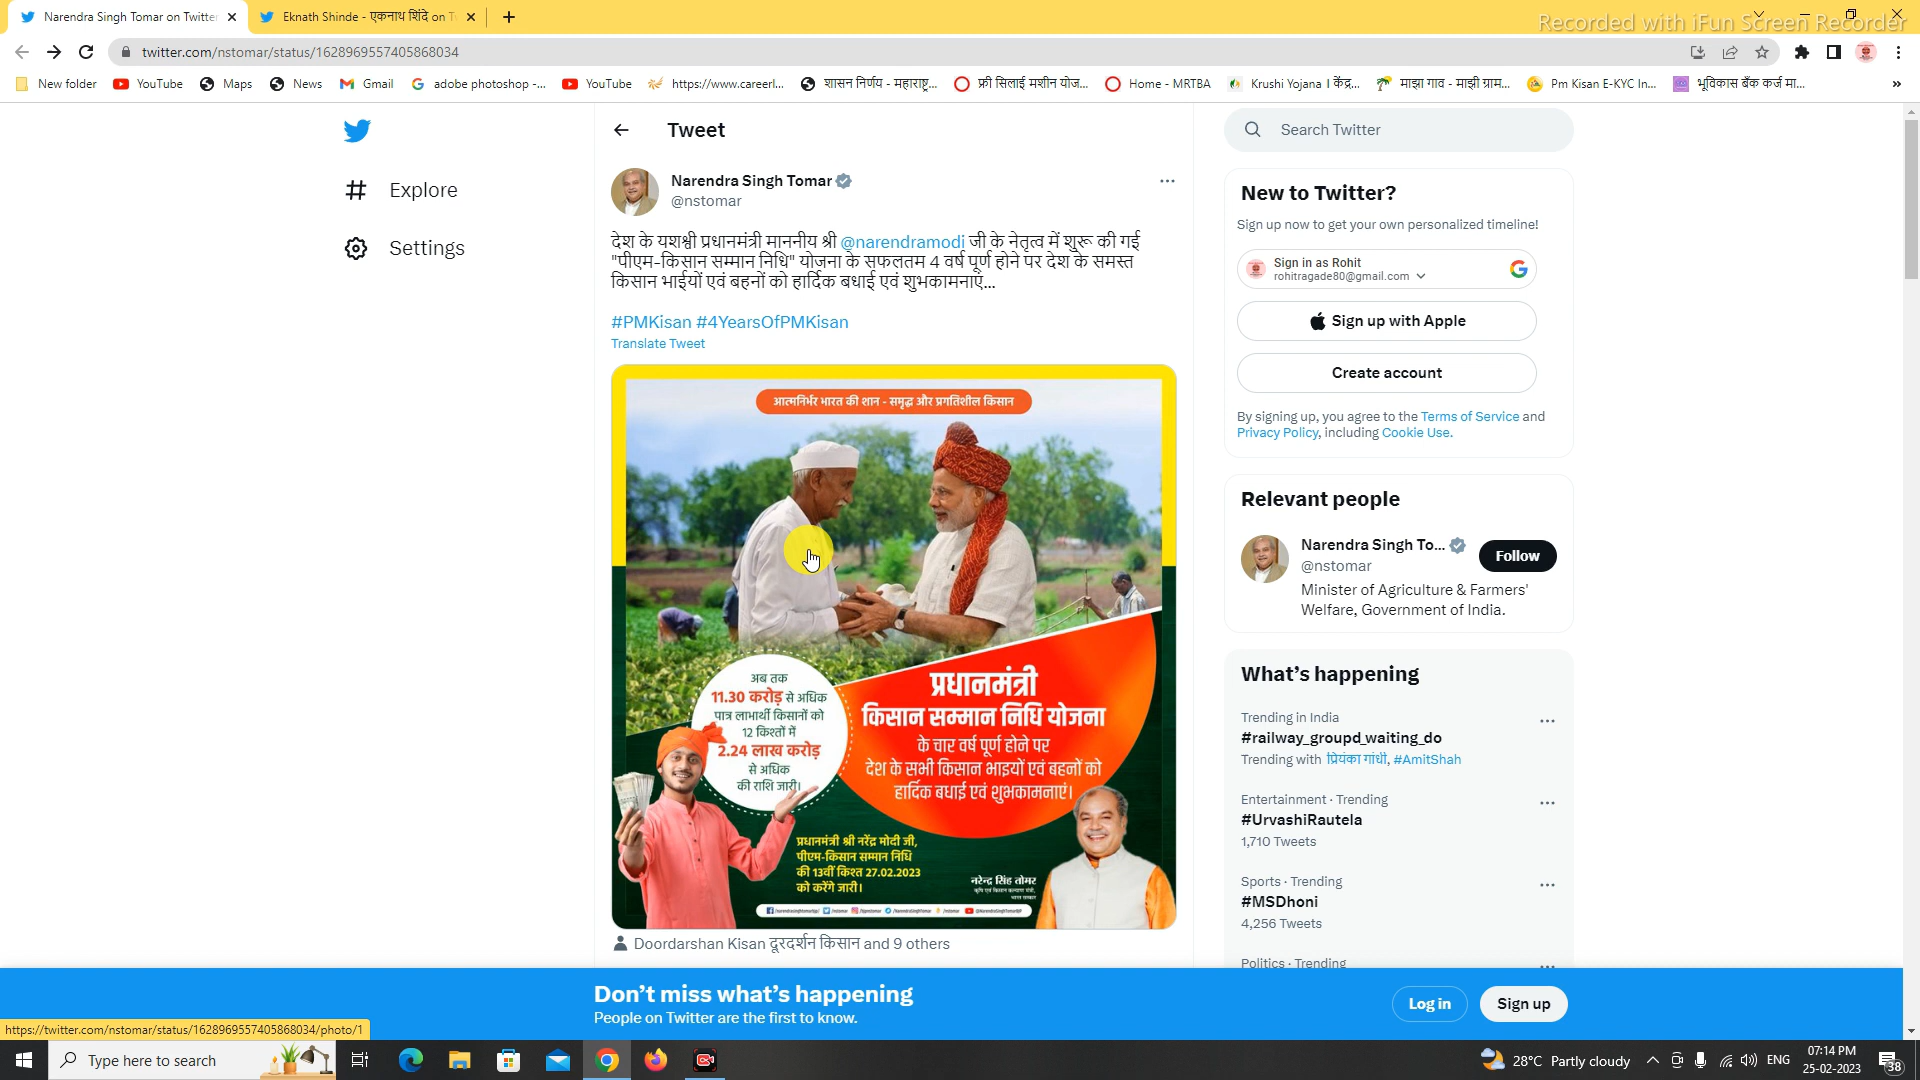 Narendra Singh Tomar on Twitter
Eknath Shinde - एकनाथ शिंदे on Tw
Recorded with iFun Screen Recorder
twitter.com/nstomar/status/1628969557405868034
New folder
YouTube
Maps
News
Gmail
adobe photoshop -...
YouTube
https://www.careerl...
शासन निर्णय - महाराष्ट्र...
फ्री सिलाई मशीन योज...
Home - MRTBA
Krushi Yojana । केंद्र...
माझा गाव - माझी ग्राम...
Pm Kisan E-KYC In...
भूविकास बँक कर्ज मा...
Explore
Settings
Tweet
Narendra Singh Tomar
@nstomar
देश के यशश्वी प्रधानमंत्री माननीय श्री @narendramodi जी के नेतृत्व में शुरू की गई
"पीएम-किसान सम्मान निधि" योजना के सफलतम 4 वर्ष पूर्ण होने पर देश के समस्त
किसान भाईयों एवं बहनों को हार्दिक बधाई एवं शुभकामनाएं...
#PMKisan #4YearsOfPMKisan
Translate Tweet
आत्मनिर्भर भारत की शान - समृद्ध और प्रगतिशील किसान
अब तक
11.30 करोड़ से अधिक
पात्र लाभार्थी किसानों को
12 किश्तों में
2.24 लाख करोड़
से अधिक
की राशि जारी।
प्रधानमंत्री
किसान सम्मान निधि योजना
के चार वर्ष पूर्ण होने पर
देश के सभी किसान भाइयों एवं बहनों को
हार्दिक बधाई एवं शुभकामनाएं।
प्रधानमंत्री श्री नरेंद्र मोदी जी,
पीएम-किसान सम्मान निधि
की 13वीं किश्त 27.02.2023
को करेंगे जारी।
नरेन्द्र सिंह तोमर
कृषि एवं किसान कल्याण मंत्री,
भारत सरकार
Doordarshan Kisan दूरदर्शन किसान and 9 others
Search Twitter
New to Twitter?
Sign up now to get your own personalized timeline!
Sign in as Rohit
rohitragade80@gmail.com
Sign up with Apple
Create account
By signing up, you agree to the Terms of Service and
Privacy Policy, including Cookie Use.
Relevant people
Narendra Singh To...
@nstomar
Follow
Minister of Agriculture & Farmers'
Welfare, Government of India.
What's happening
Trending in India
#railway_groupd_waiting_do
Trending with प्रियंका गांधी, #AmitShah
Entertainment · Trending
#UrvashiRautela
1,710 Tweets
Sports · Trending
#MSDhoni
4,256 Tweets
Politics · Trending
Don't miss what's happening
People on Twitter are the first to know.
Log in
Sign up
https://twitter.com/nstomar/status/1628969557405868034/photo/1
Type here to search
28°C Partly cloudy
ENG
07:14 PM
25-02-2023
38